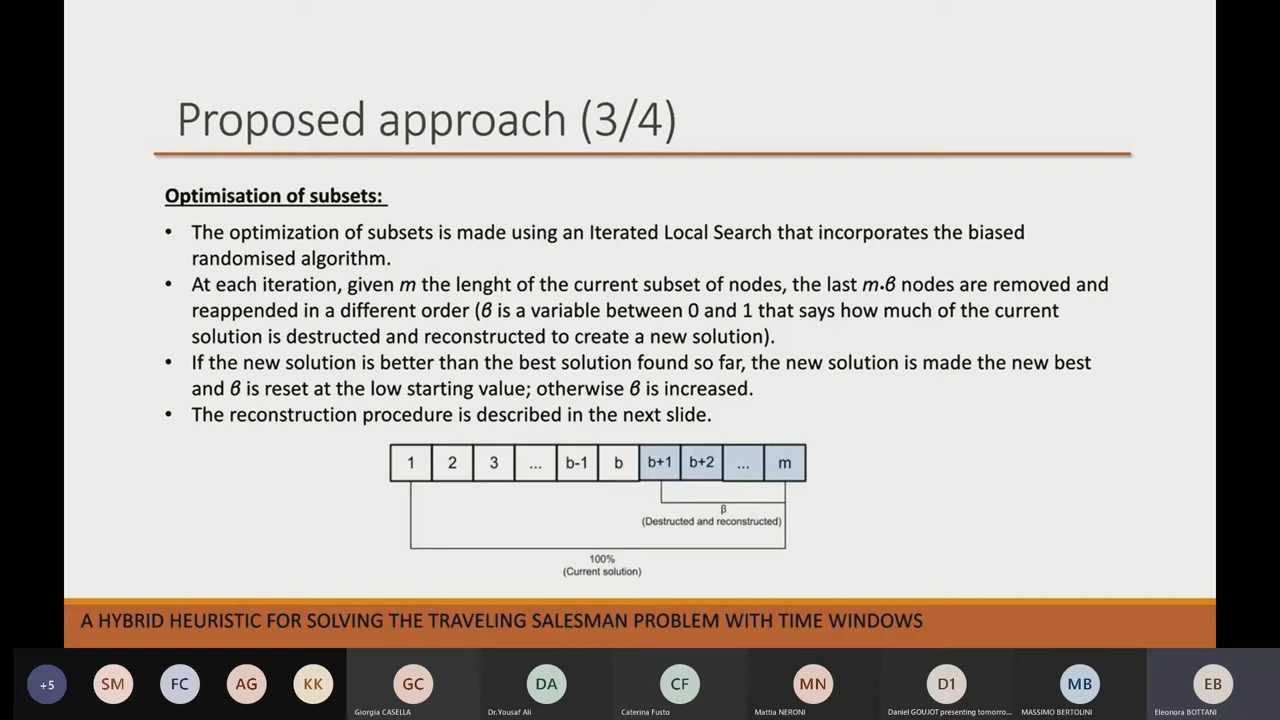 Proposed approach (3/4)
Optimisation of subsets:
• The optimization of subsets is made using an Iterated Local Search that incorporates the biased
randomised algorithm.
• At each iteration, given m the lenght of the current subset of nodes, the last m•β nodes are removed and
reappended in a different order (β is a variable between 0 and 1 that says how much of the current
solution is destructed and reconstructed to create a new solution).
• If the new solution is better than the best solution found so far, the new solution is made the new best
and β is reset at the low starting value; otherwise β is increased.
• The reconstruction procedure is described in the next slide.
1 2 3 ... b-1 b b+1 b+2 ... m
β
(Destructed and reconstructed)
100%
(Current solution)
A HYBRID HEURISTIC FOR SOLVING THE TRAVELING SALESMAN PROBLEM WITH TIME WINDOWS
+5 SM FC AG KK GC DA CF MN D1 MB EB
Giorgia CASELLA Dr.Yousaf Ali Caterina Fusto Mattia NERONI Daniel GOUJOT presenting tomorro... MASSIMO BERTOLINI Eleonora BOTTANI